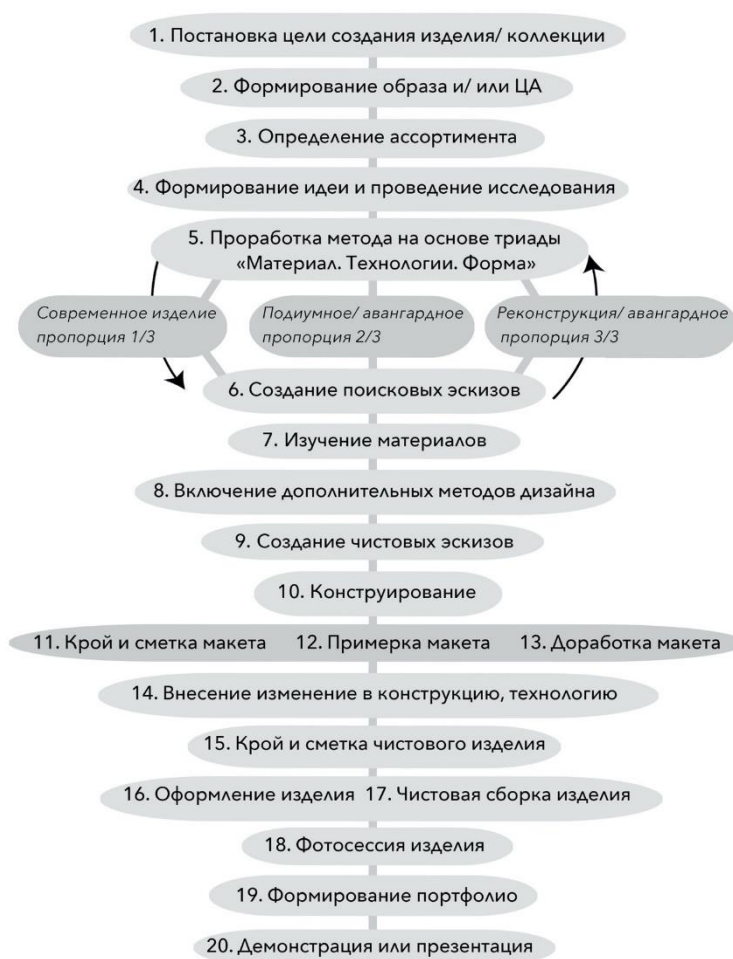 1. Постановка цели создания изделия/ коллекции
2. Формирование образа и/ или ЦА
3. Определение ассортимента
4. Формирование идеи и проведение исследования
5. Проработка метода на основе триады
«Материал. Технологии. Форма»
Современное изделие
пропорция 1/3
Подиумное/ авангардное
пропорция 2/3
Реконструкция/ авангардное
пропорция 3/3
6. Создание поисковых эскизов
7. Изучение материалов
8. Включение дополнительных методов дизайна
9. Создание чистовых эскизов
10. Конструирование
11. Крой и сметка макета 12. Примерка макета 13. Доработка макета
14. Внесение изменение в конструкцию, технологию
15. Крой и сметка чистового изделия
16. Оформление изделия 17. Чистовая сборка изделия
18. Фотосессия изделия
19. Формирование портфолио
20. Демонстрация или презентация